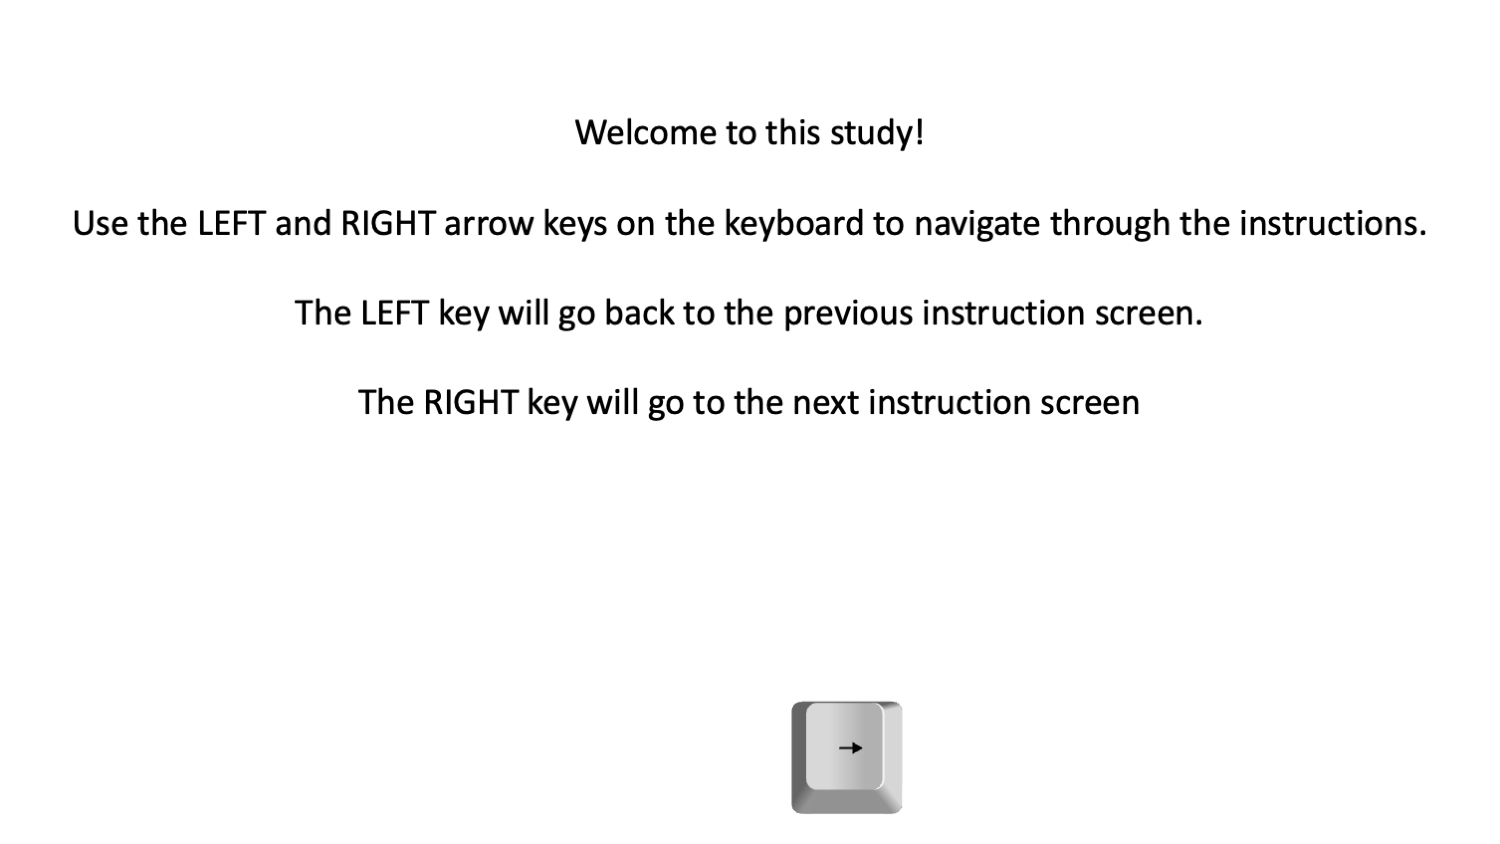 Welcome to this study!
Use the LEFT and RIGHT arrow keys on the keyboard to navigate through the instructions.
The LEFT key will go back to the previous instruction screen.
The RIGHT key will go to the next instruction screen